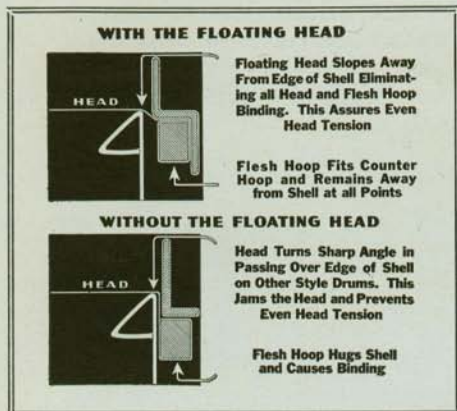 WITH THE FLOATING HEAD
HEAD
Floating Head Slopes Away
From Edge of Shell Eliminat-
ing all Head and Flesh Hoop
Binding. This Assures Even
Head Tension
Flesh Hoop Fits Counter
Hoop and Remains Away
from Shell at all Points
WITHOUT THE FLOATING HEAD
HEAD
Head Turns Sharp Angle in
Passing Over Edge of Shell
on Other Style Drums. This
Jams the Head and Prevents
Even Head Tension
Flesh Hoop Hugs Shell
and Causes Binding